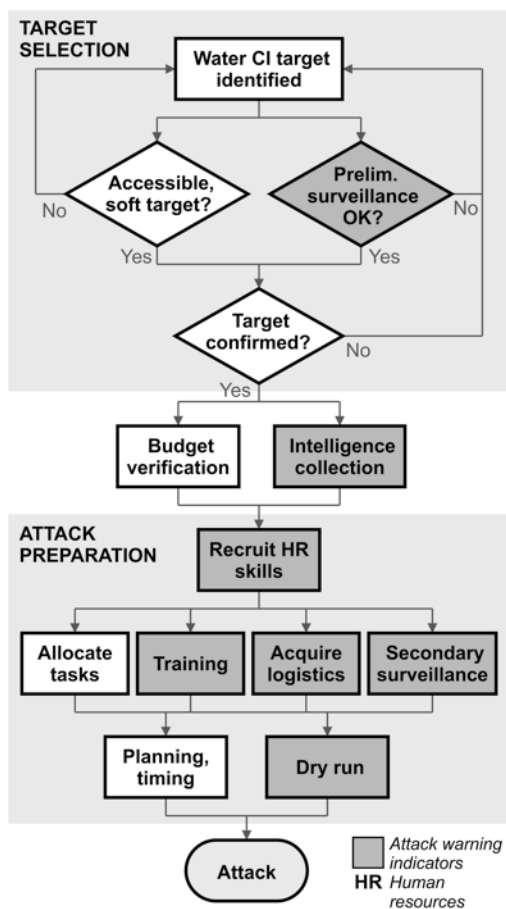 TARGET
SELECTION
Water CI target
identified
Accessible,
soft target?
Prelim.
surveillance
OK?
No
No
Yes
Yes
Target
confirmed?
No
Yes
Budget
verification
Intelligence
collection
ATTACK
PREPARATION
Recruit HR
skills
Allocate
tasks
Training
Acquire
logistics
Secondary
surveillance
Planning,
timing
Dry run
Attack
Attack warning
indicators
HR Human
resources